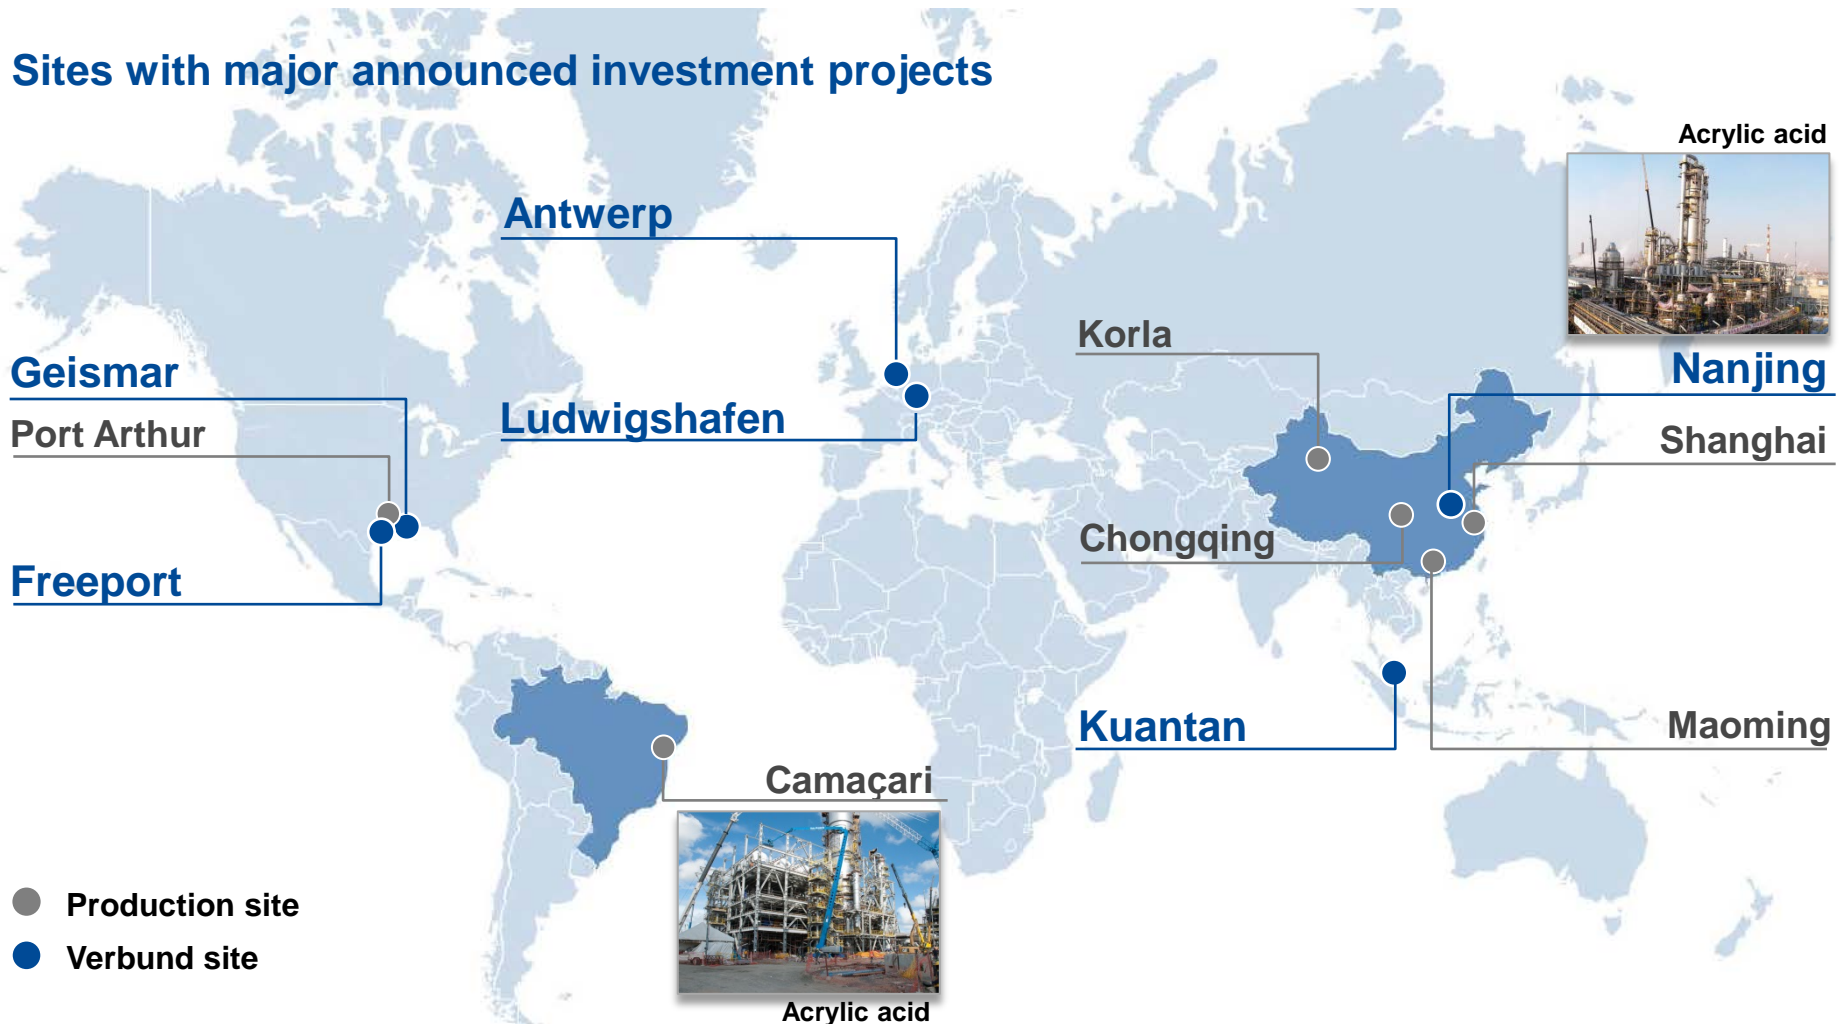 Sites with major announced investment projects
Acrylic acid
Antwerp
Korla
Geismar
Nanjing
Ludwigshafen
Port Arthur
Shanghai
Chongqing
Freeport
Kuantan
Maoming
Camaçari
Production site
Verbund site
Acrylic acid